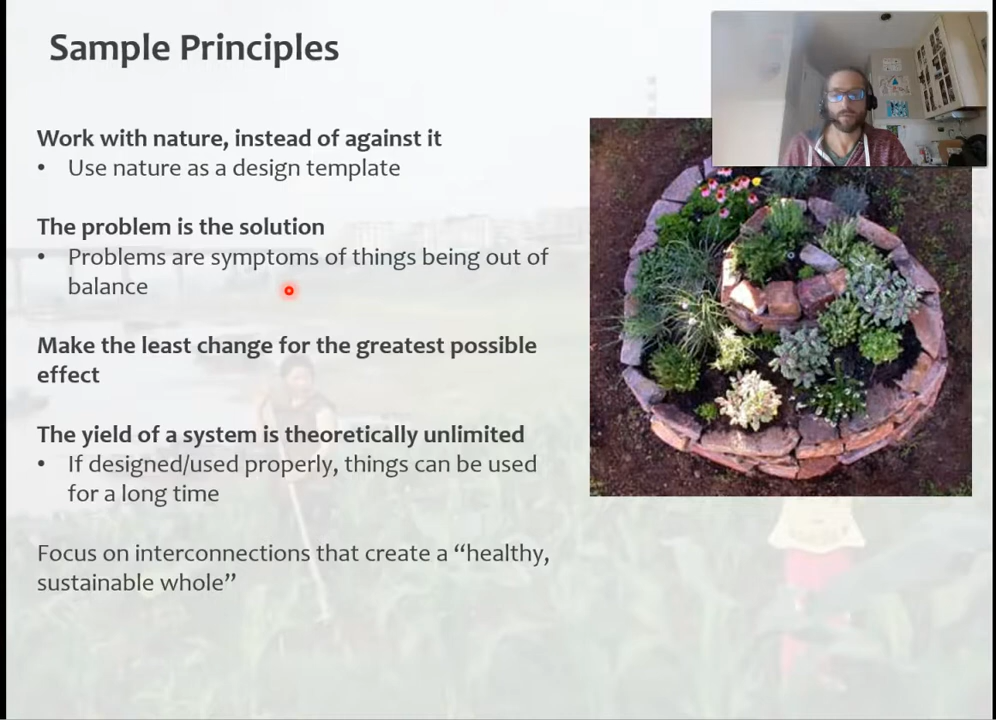 Sample Principles
Work with nature, instead of against it
• Use nature as a design template
The problem is the solution
• Problems are symptoms of things being out of
balance
Make the least change for the greatest possible
effect
The yield of a system is theoretically unlimited
• If designed/used properly, things can be used
for a long time
Focus on interconnections that create a “healthy,
sustainable whole”